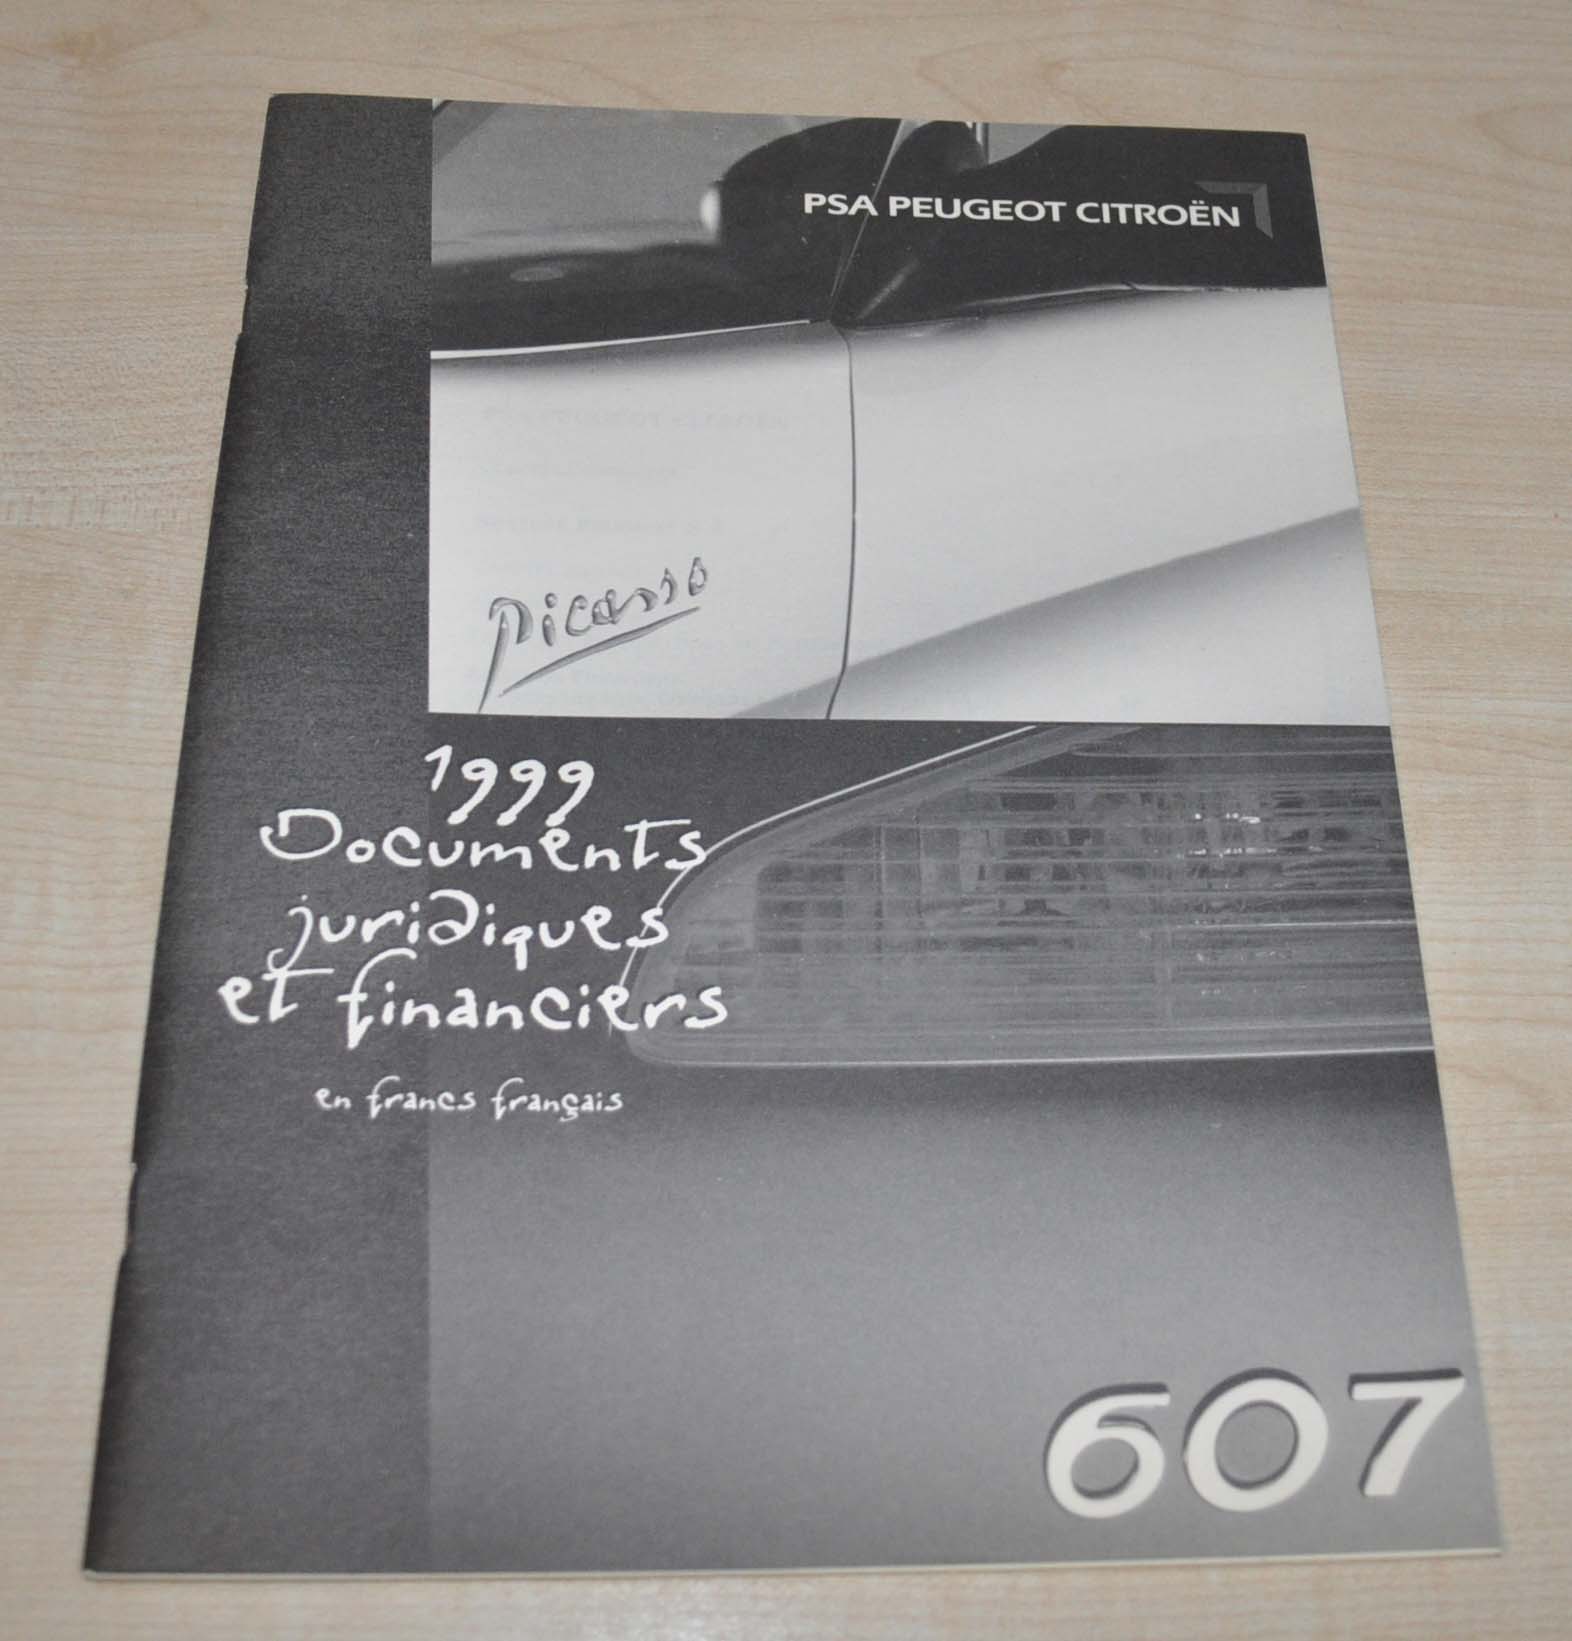 PSA PEUGEOT CITROËN
Picasso
1999
Documents
juridiques
et financiers
en francs français
607